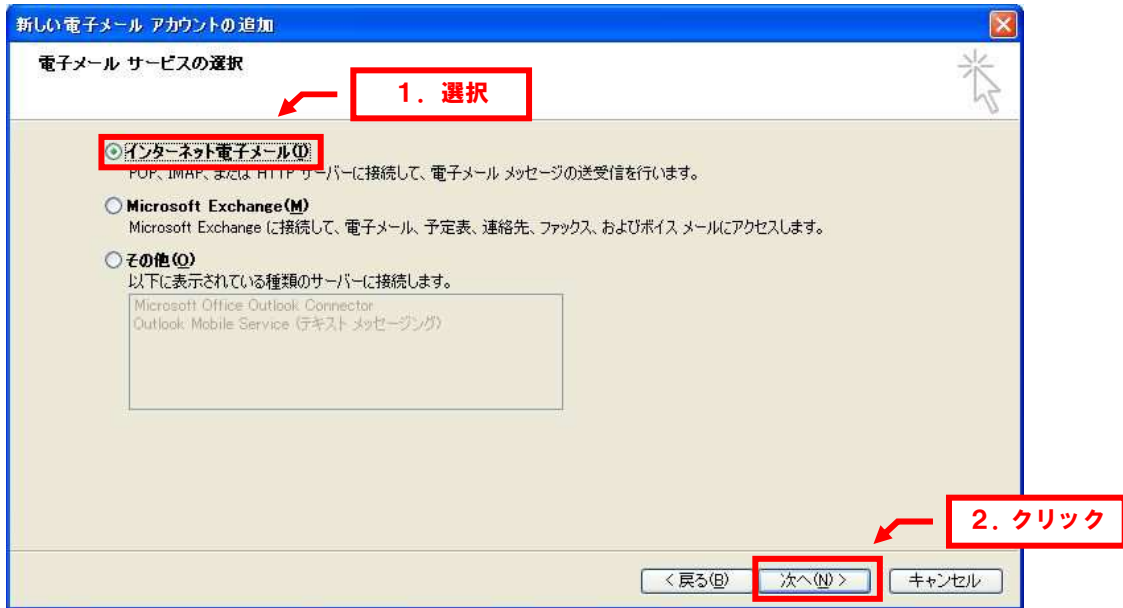 新しい電子メール アカウントの追加
電子メール サービスの選択
1. 選択
インターネット電子メール(I)
POP、IMAP、または HTTP サーバーに接続して、電子メール メッセージの送受信を行います。
Microsoft Exchange(M)
Microsoft Exchange に接続して、電子メール、予定表、連絡先、ファックス、およびボイス メールにアクセスします。
その他(O)
以下に表示されている種類のサーバーに接続します。
Microsoft Office Outlook Connector
Outlook Mobile Service (テキスト メッセージング)
2. クリック
< 戻る(B)
次へ(N) >
キャンセル